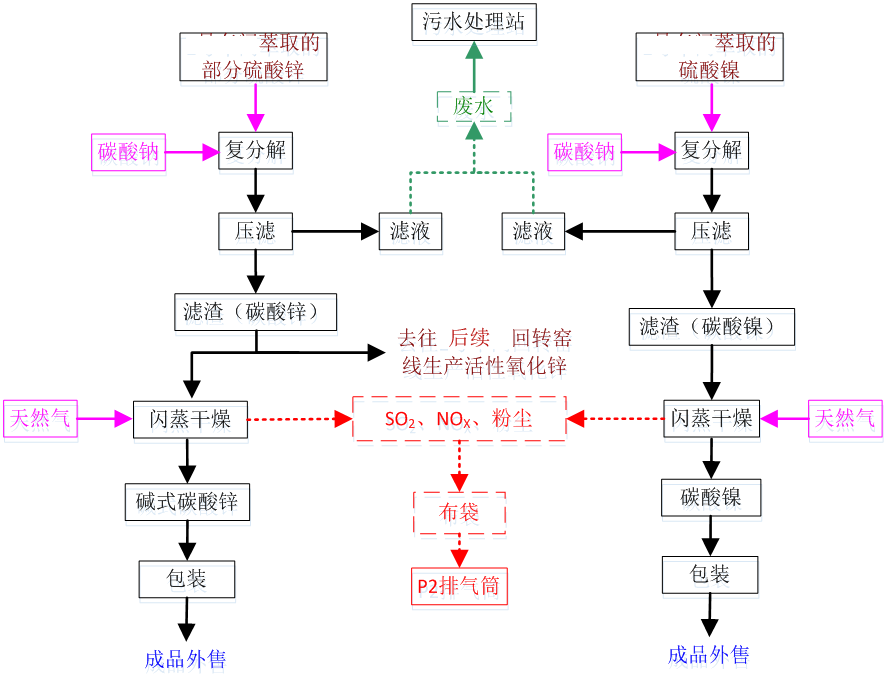 污水处理站
萃取的
部分硫酸锌
萃取的
硫酸镍
废水
碳酸钠
复分解
碳酸钠
复分解
压滤
滤液
滤液
压滤
滤渣（碳酸锌）
滤渣（碳酸镍）
去往 后续 回转窑
线生产活性氧化锌
天然气
闪蒸干燥
SO2、NOX、粉尘
闪蒸干燥
天然气
碱式碳酸锌
布袋
碳酸镍
包装
P2排气筒
包装
成品外售
成品外售